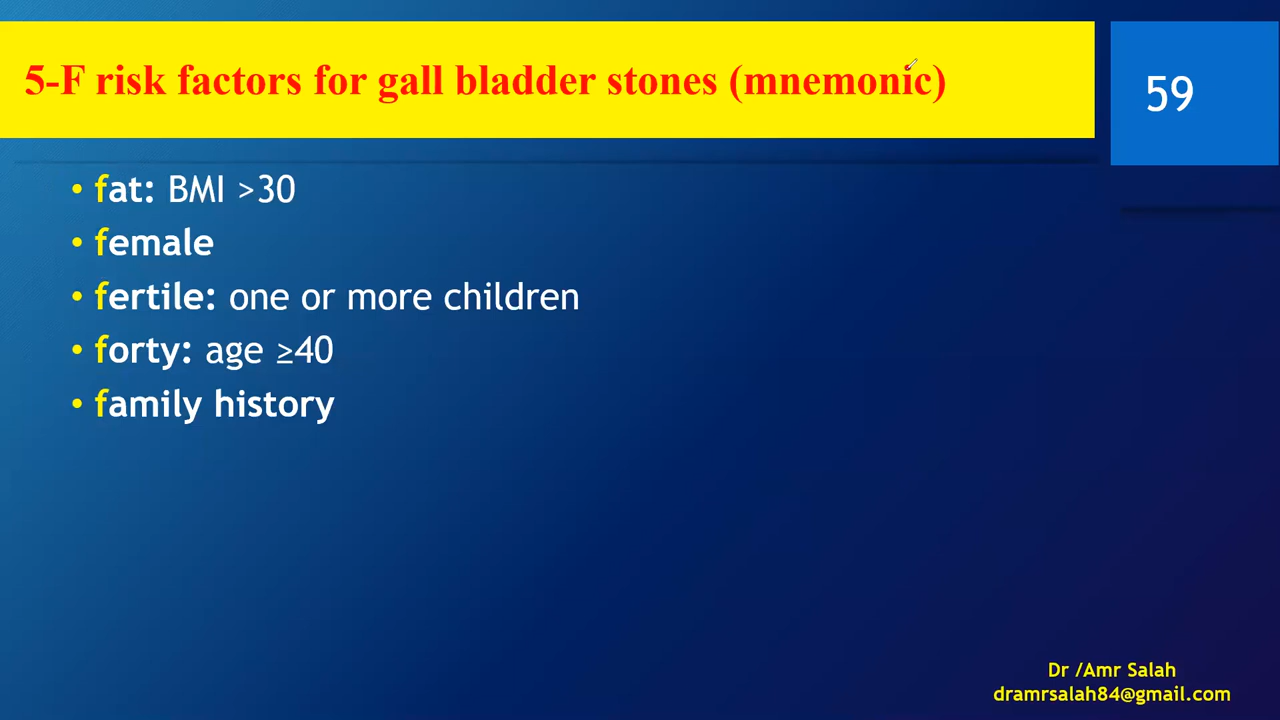 5-F risk factors for gall bladder stones (mnemonic)
59
• fat: BMI >30
• female
• fertile: one or more children
• forty: age ≥40
• family history
Dr /Amr Salah
dramrsalah84@gmail.com